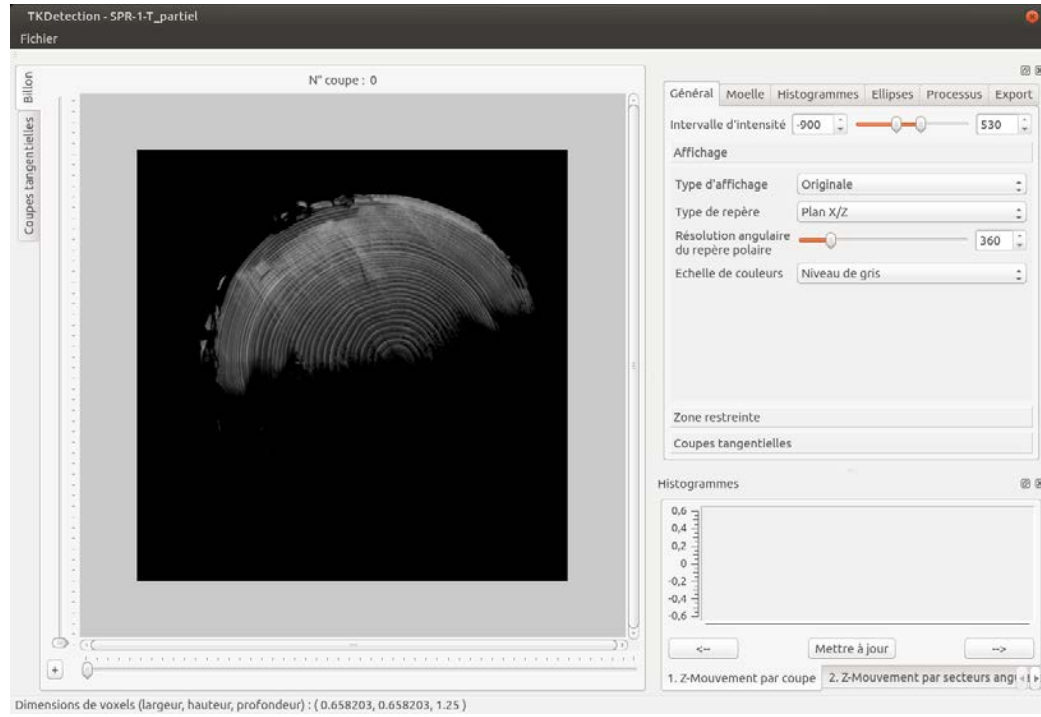 TKDetection - SPR-1-T_partiel
Fichier
Billon
Coupes tangentielles
N° coupe : 0
Général Moelle Histogrammes Ellipses Processus Export
Intervalle d'intensité -900 530
Affichage
Type d'affichage Originale
Type de repère Plan X/Z
Résolution angulaire
du repère polaire 360
Echelle de couleurs Niveau de gris
Zone restreinte
Coupes tangentielles
Histogrammes
0,6
0,4
0,2
0
-0,2
-0,4
-0,6
<-- Mettre à jour -->
1. Z-Mouvement par coupe 2. Z-Mouvement par secteurs angu
+
Dimensions de voxels (largeur, hauteur, profondeur) : ( 0.658203, 0.658203, 1.25 )